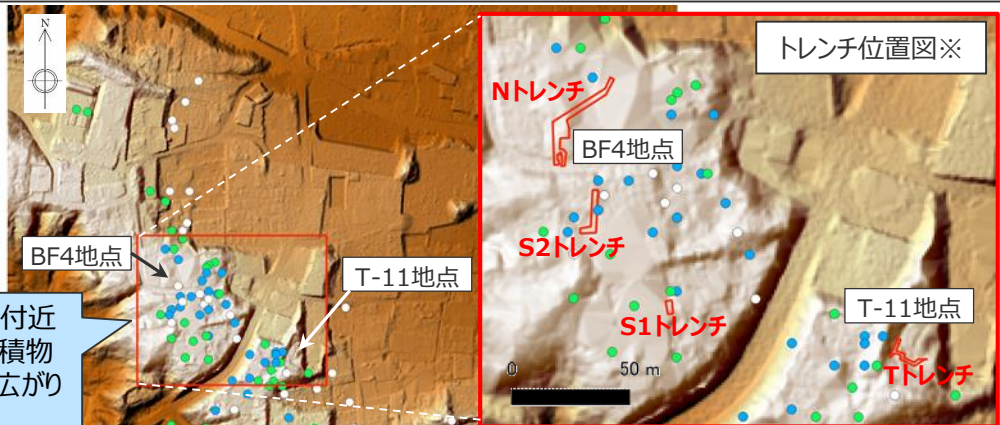 N
BF4地点
T-11地点
付近
積物
広がり
トレンチ位置図※
Nトレンチ
BF4地点
S2トレンチ
S1トレンチ
T-11地点
Tトレンチ
0 50 m